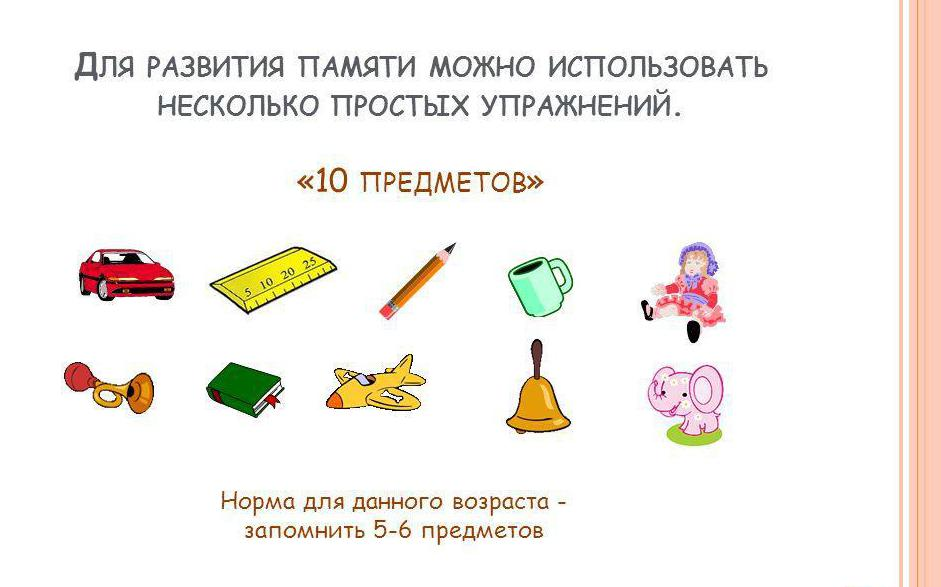 Для развития памяти можно использовать
несколько простых упражнений.
«10 предметов»
5 10 20 25
Норма для данного возраста -
запомнить 5-6 предметов